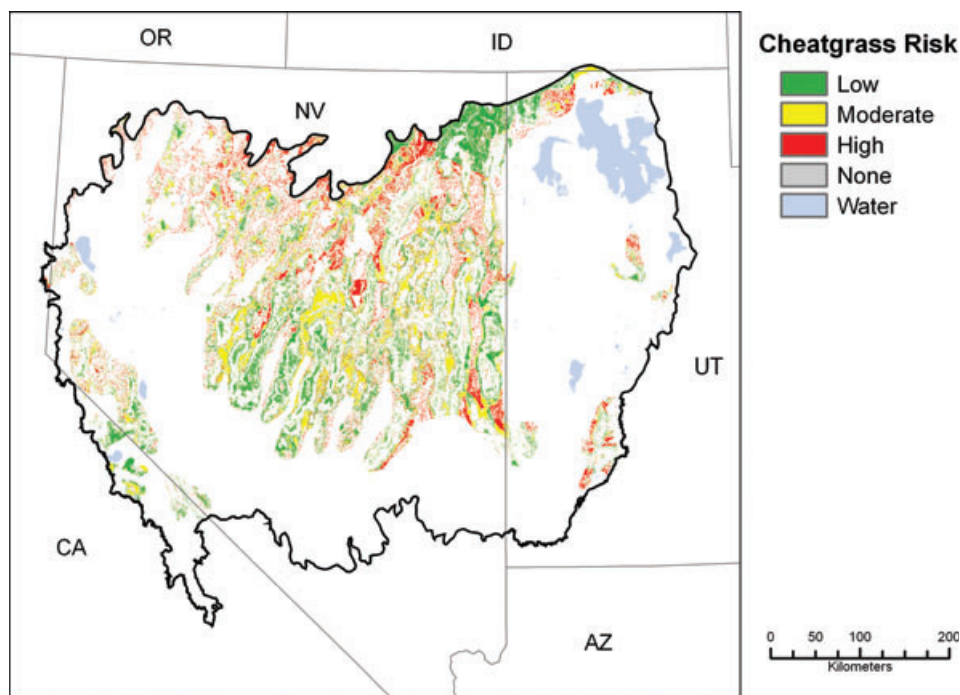 OR
ID
NV
UT
CA
AZ
Cheatgrass Risk
Low
Moderate
High
None
Water
0 50 100 200
Kilometers